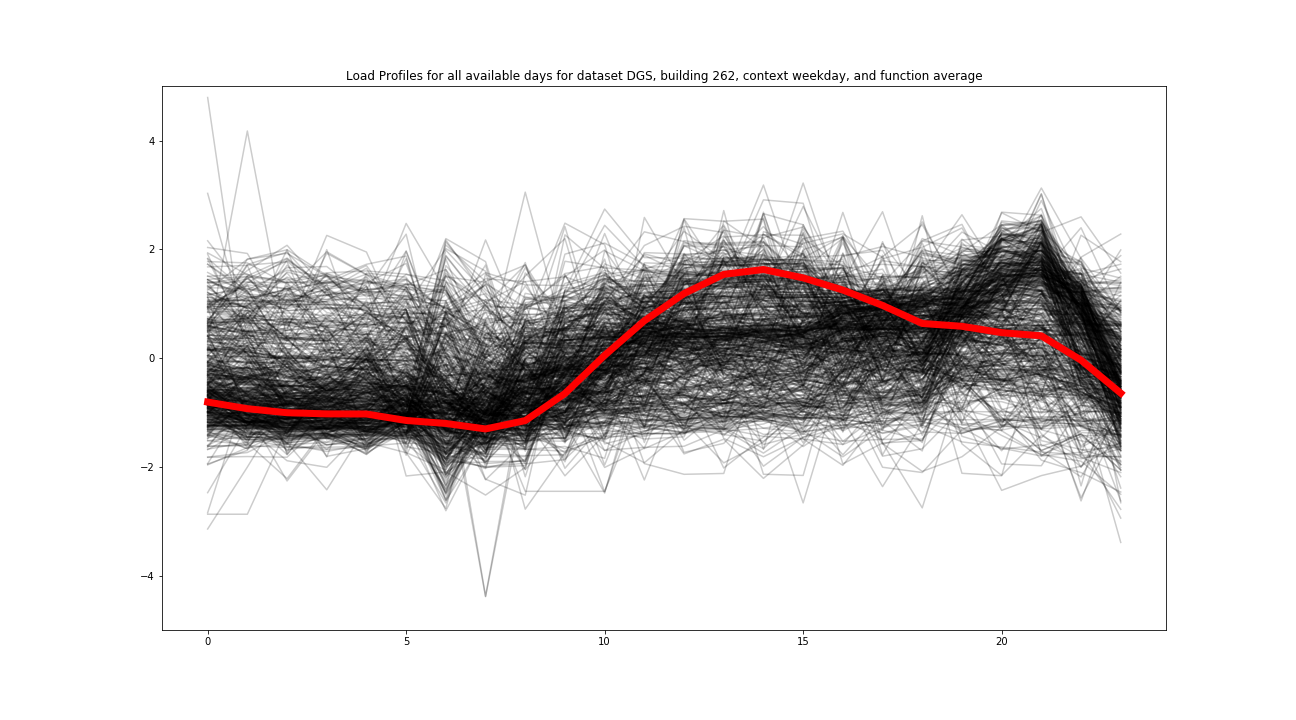 Load Profiles for all available days for dataset DGS, building 262, context weekday, and function average
4
2
0
−2
−4
0 5 10 15 20